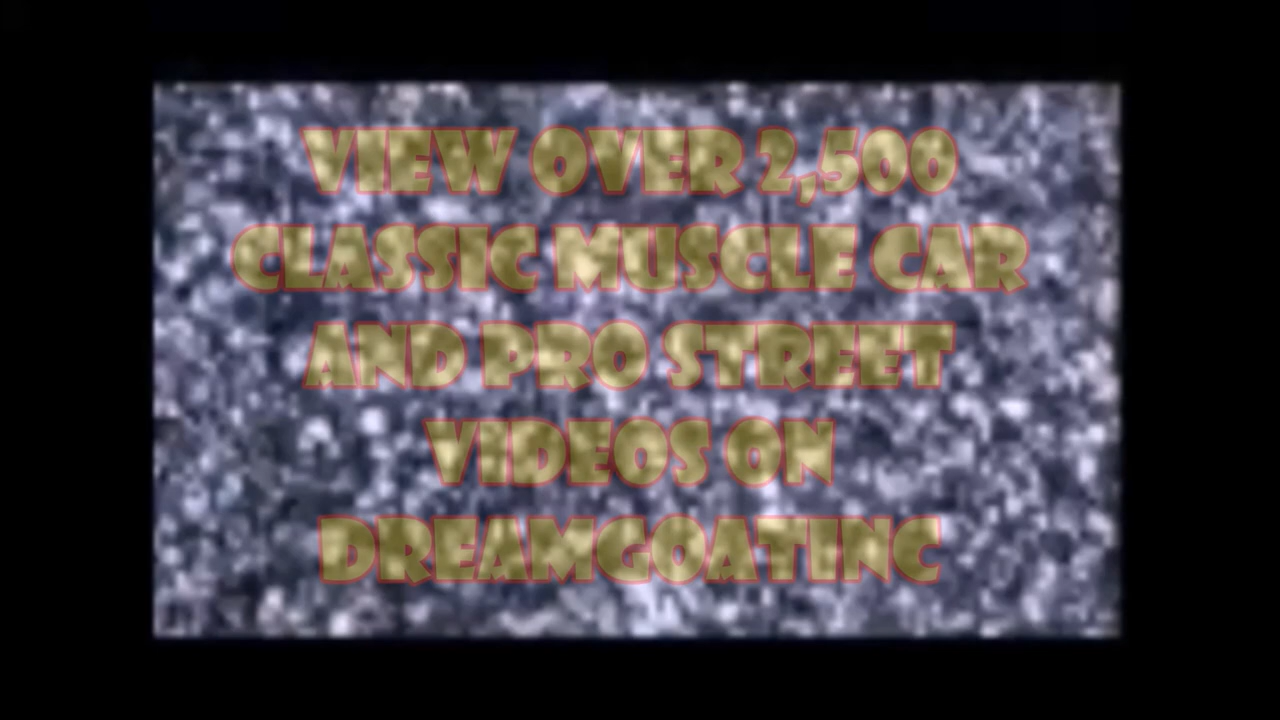 VIEW OVER 2,500
CLASSIC MUSCLE CAR
AND PRO STREET
VIDEOS ON
DREAMGOATINC